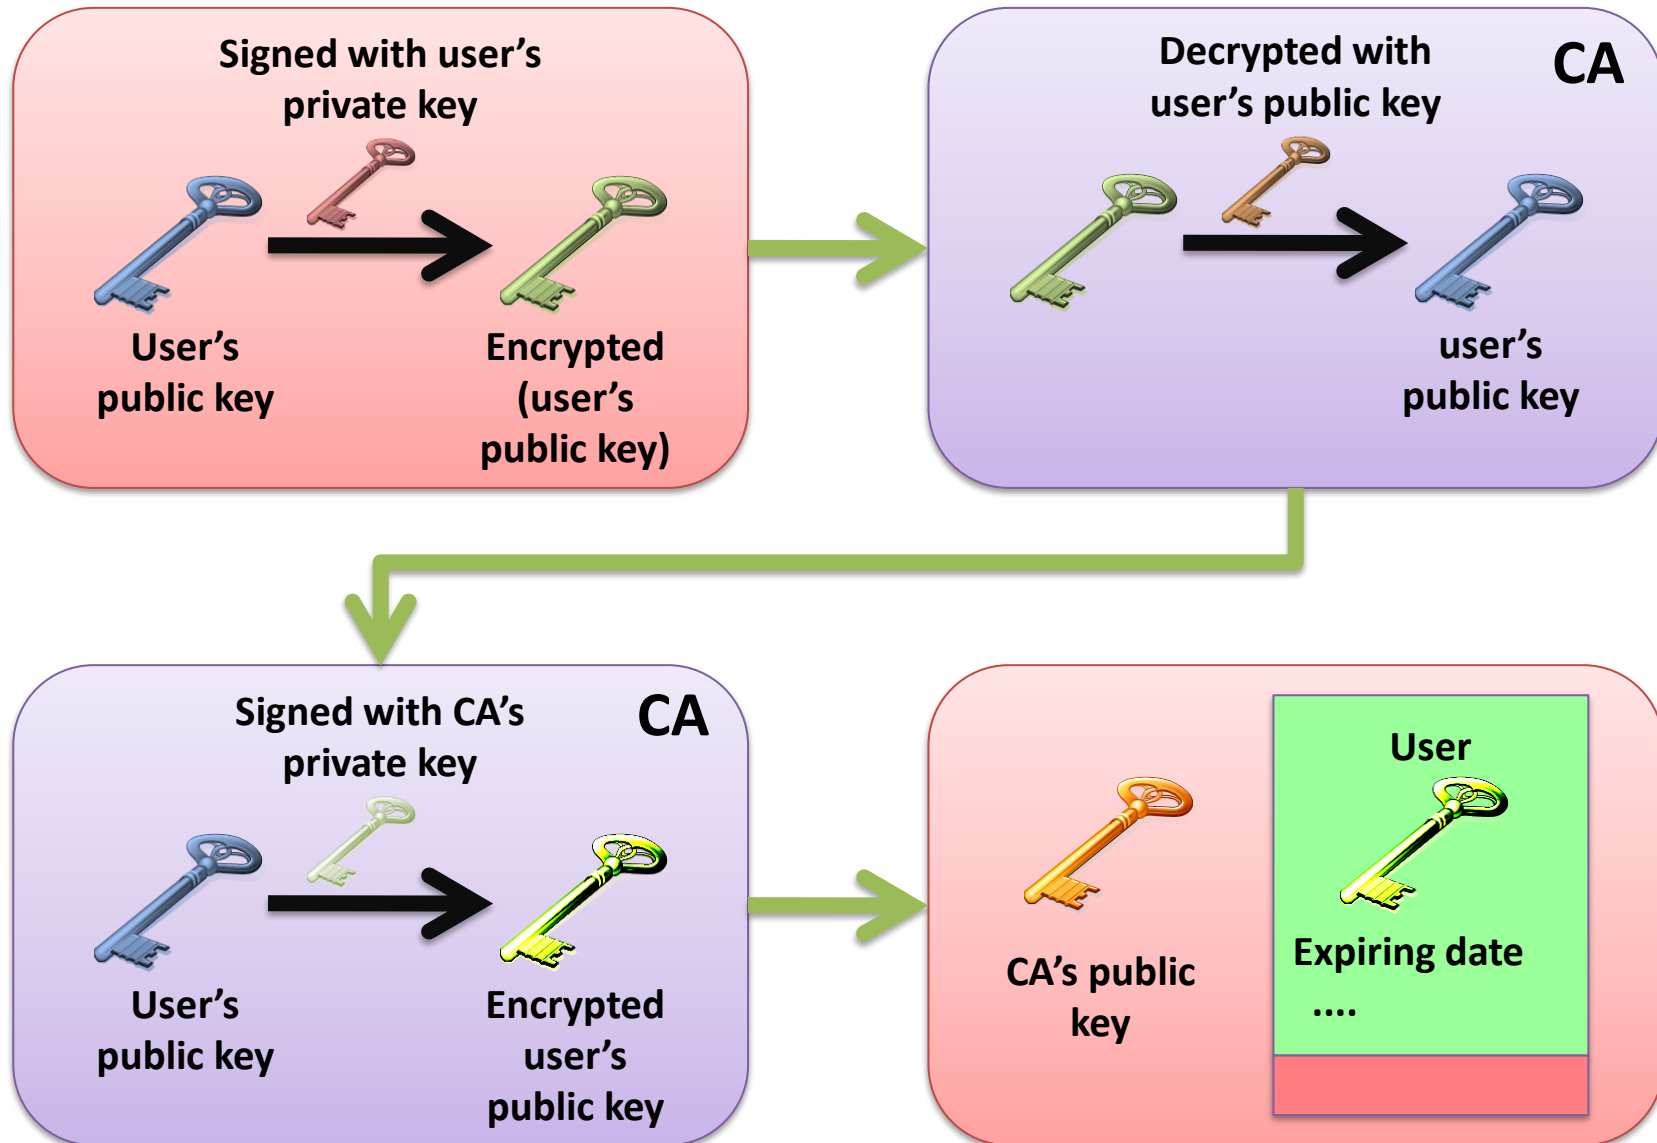 Signed with user's
private key
User's
public key
Encrypted
(user's
public key)
Decrypted with
user's public key
CA
user's
public key
Signed with CA's
private key
CA
User's
public key
Encrypted
user's
public key
CA's public
key
User
Expiring date
....